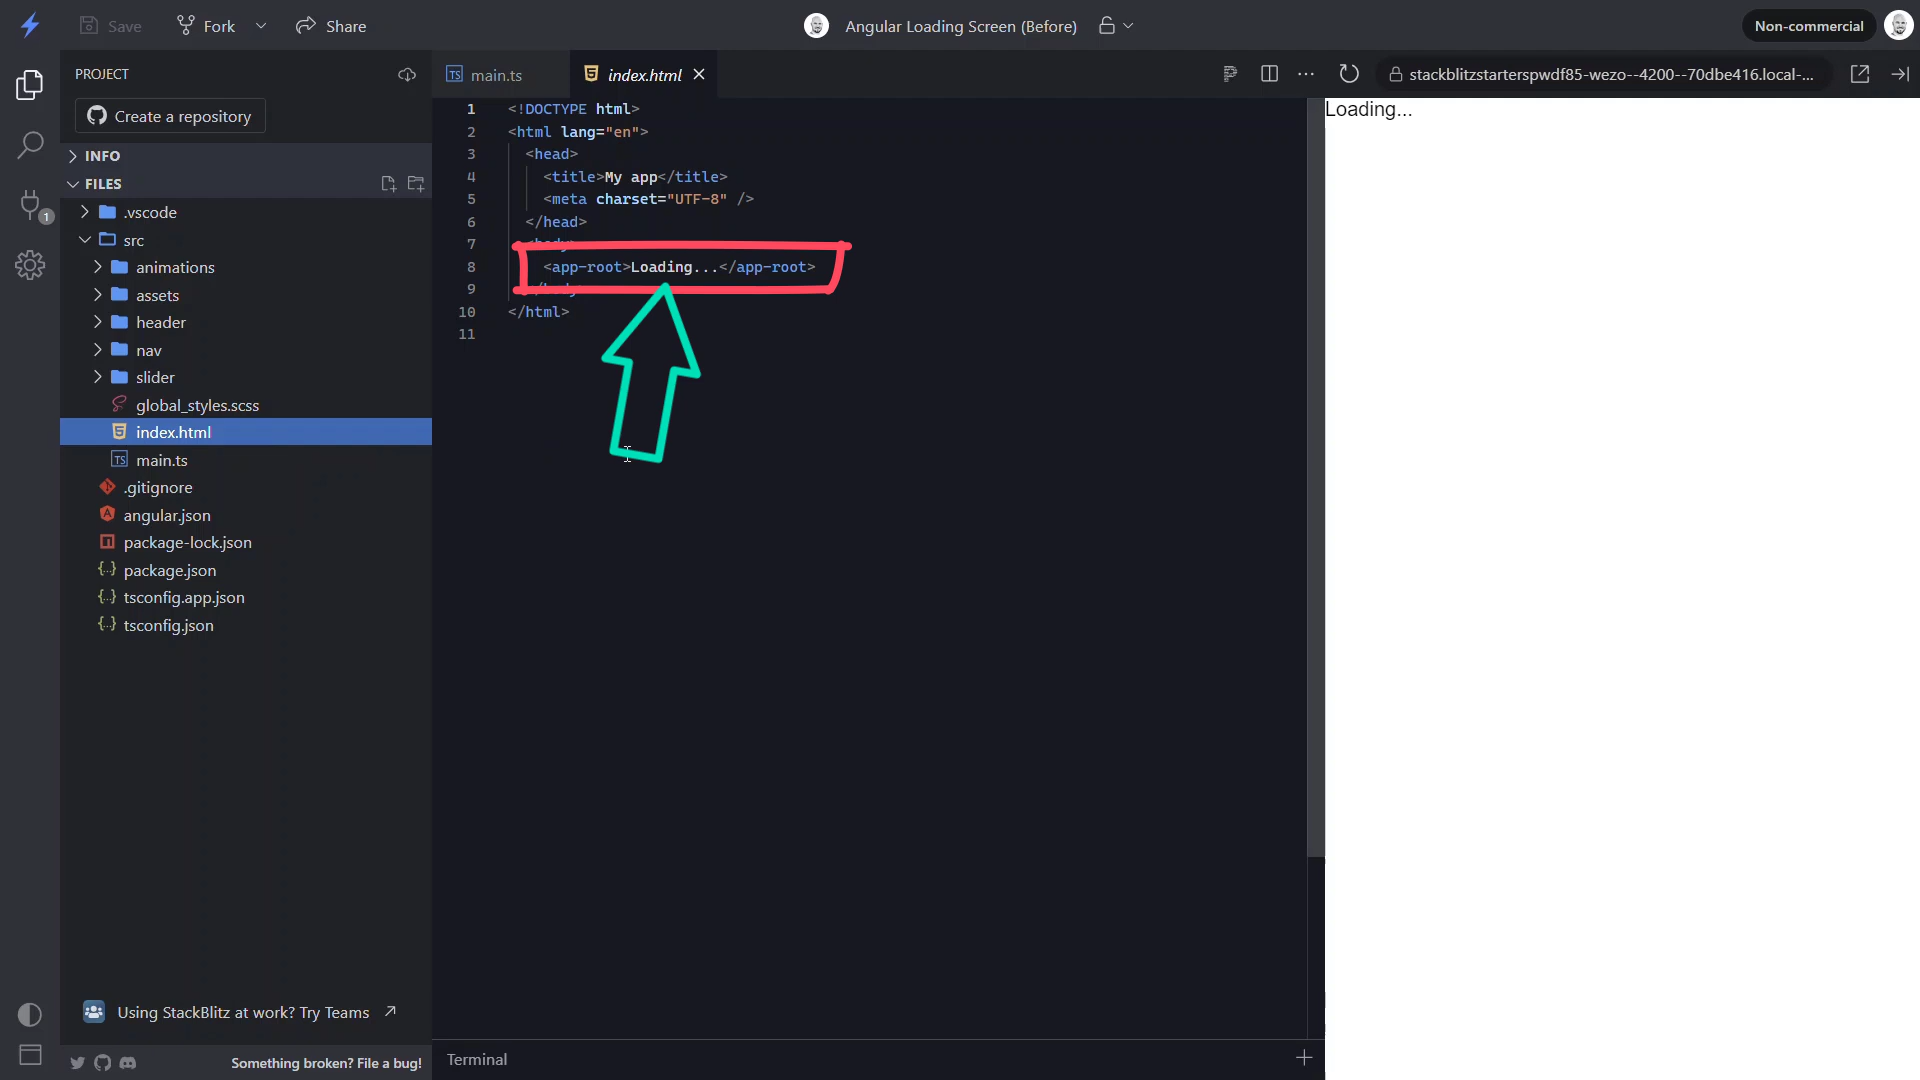 Save
Fork
Share
Angular Loading Screen (Before)
Non-commercial
PROJECT
Create a repository
INFO
FILES
.vscode
src
animations
assets
header
nav
slider
global_styles.scss
index.html
main.ts
.gitignore
angular.json
package-lock.json
package.json
tsconfig.app.json
tsconfig.json
1
Using StackBlitz at work? Try Teams
Something broken? File a bug!
main.ts
index.html
1 <!DOCTYPE html>
2 <html lang="en">
3 <head>
4 <title>My app</title>
5 <meta charset="UTF-8" />
6 </head>
7 <body>
8 <app-root>Loading...</app-root>
9 </body>
10 </html>
11
Terminal
stackblitzstarterspwdf85-wezo--4200--70dbe416.local-...
Loading...